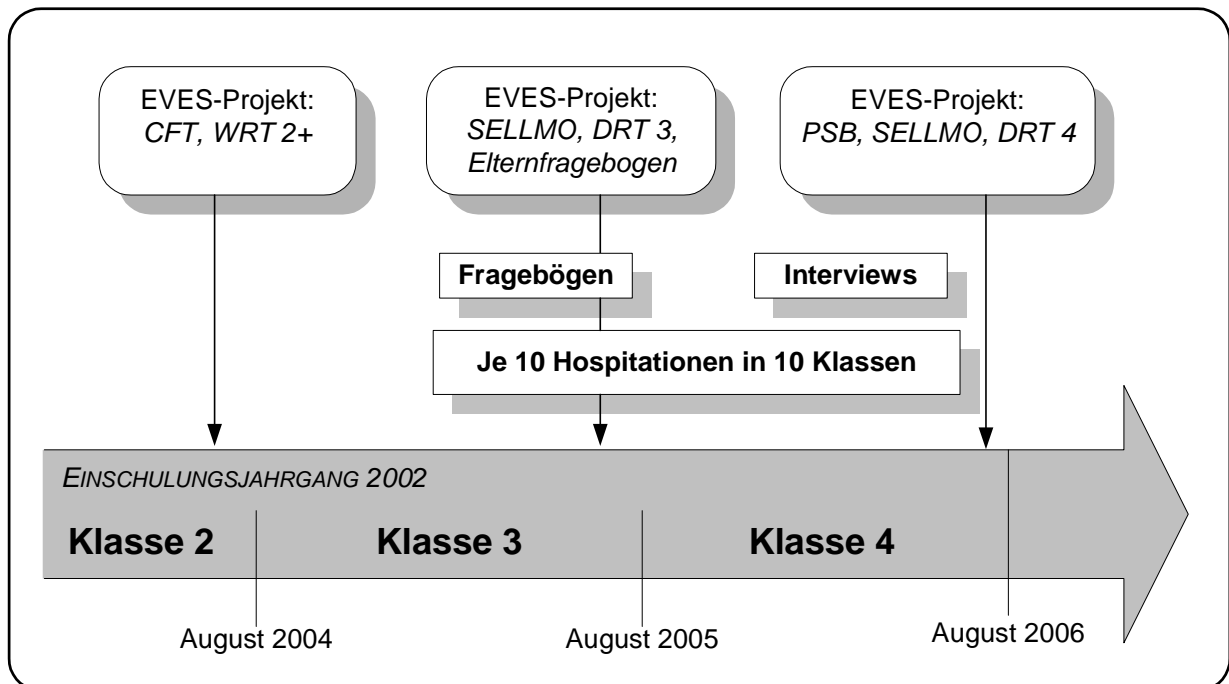 EVES-Projekt:
CFT, WRT 2+
EVES-Projekt:
SELLMO, DRT 3,
Elternfragebogen
EVES-Projekt:
PSB, SELLMO, DRT 4
Fragebögen
Interviews
Je 10 Hospitationen in 10 Klassen
EINSCHULUNGSJAHRGANG 2002
Klasse 2
Klasse 3
Klasse 4
August 2004
August 2005
August 2006